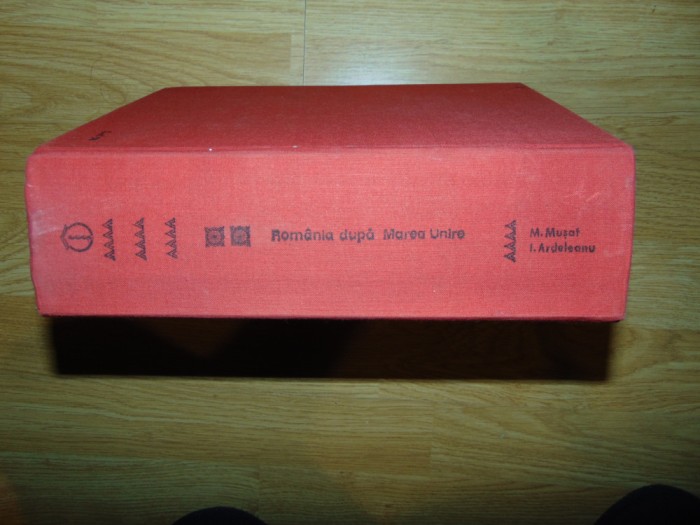 România după Marea Unire
M. Mușat
I. Ardeleanu